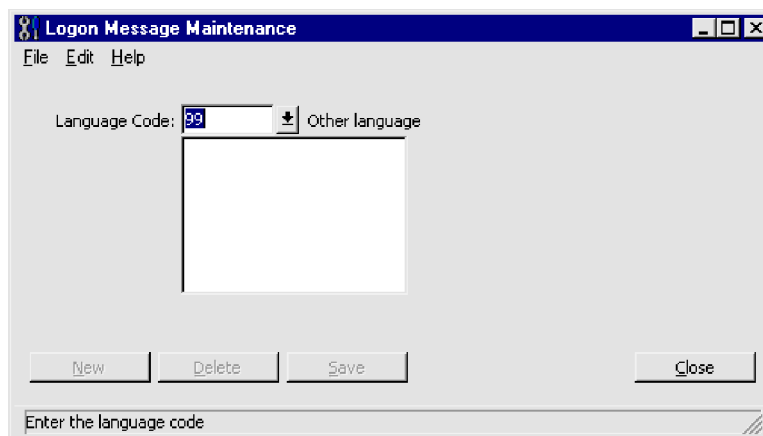 Logon Message Maintenance
File Edit Help
Language Code: 99 Other language
New Delete Save Close
Enter the language code